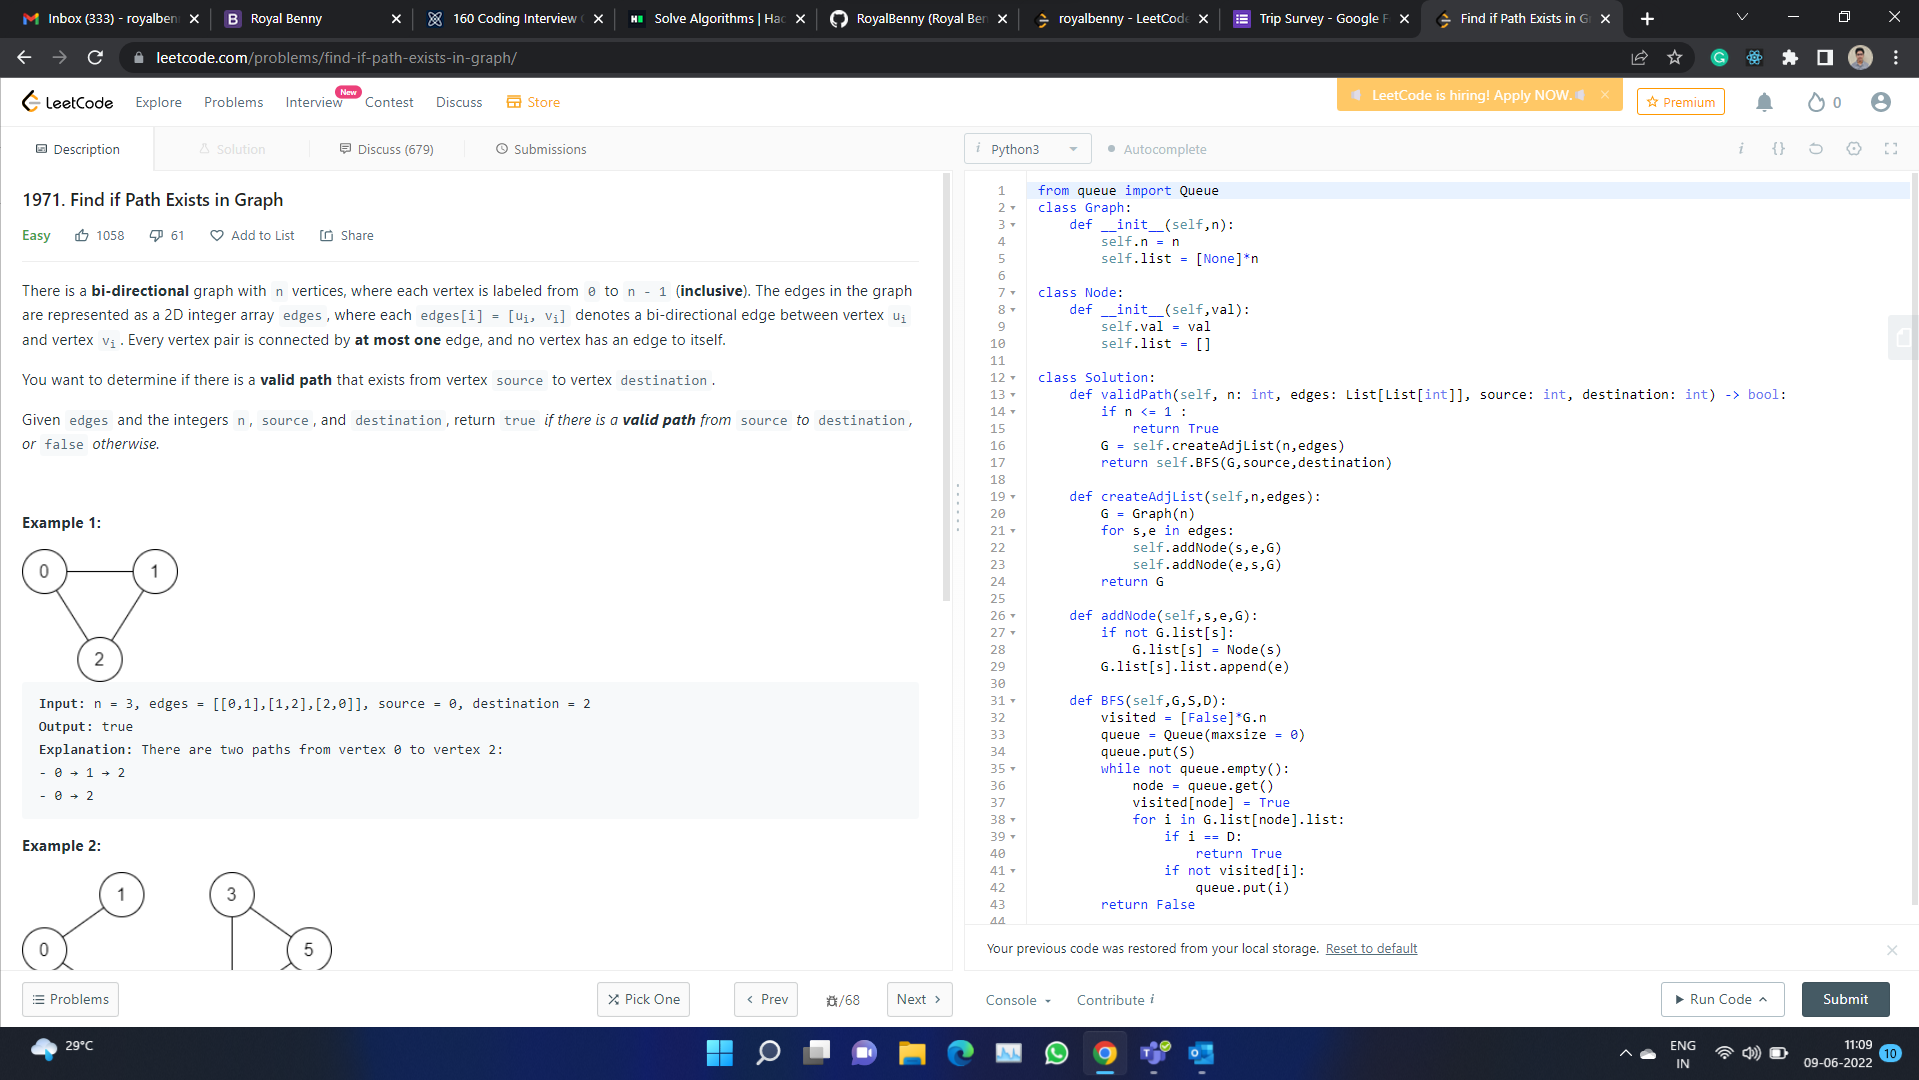 Inbox (333) - royalben
Royal Benny
160 Coding Interview
Solve Algorithms | Hac
RoyalBenny (Royal Ben
royalbenny - LeetCode
Trip Survey - Google F
Find if Path Exists in G
leetcode.com/problems/find-if-path-exists-in-graph/
LeetCode
Explore
Problems
Interview
New
Contest
Discuss
Store
LeetCode is hiring! Apply NOW.
Premium
0
Description
Solution
Discuss (679)
Submissions
i Python3
Autocomplete
1971. Find if Path Exists in Graph
Easy 1058 61 Add to List Share
There is a bi-directional graph with n vertices, where each vertex is labeled from 0 to n - 1 (inclusive). The edges in the graph
are represented as a 2D integer array edges, where each edges[i] = [ui, vi] denotes a bi-directional edge between vertex ui
and vertex vi. Every vertex pair is connected by at most one edge, and no vertex has an edge to itself.
You want to determine if there is a valid path that exists from vertex source to vertex destination.
Given edges and the integers n, source, and destination, return true if there is a valid path from source to destination,
or false otherwise.
Example 1:
0
1
2
Input: n = 3, edges = [[0,1],[1,2],[2,0]], source = 0, destination = 2
Output: true
Explanation: There are two paths from vertex 0 to vertex 2:
- 0 → 1 → 2
- 0 → 2
Example 2:
1
3
0
5
1 from queue import Queue
2 class Graph:
3 def __init__(self,n):
4 self.n = n
5 self.list = [None]*n
6
7 class Node:
8 def __init__(self,val):
9 self.val = val
10 self.list = []
11
12 class Solution:
13 def validPath(self, n: int, edges: List[List[int]], source: int, destination: int) -> bool:
14 if n <= 1 :
15 return True
16 G = self.createAdjList(n,edges)
17 return self.BFS(G,source,destination)
18
19 def createAdjList(self,n,edges):
20 G = Graph(n)
21 for s,e in edges:
22 self.addNode(s,e,G)
23 self.addNode(e,s,G)
24 return G
25
26 def addNode(self,s,e,G):
27 if not G.list[s]:
28 G.list[s] = Node(s)
29 G.list[s].list.append(e)
30
31 def BFS(self,G,S,D):
32 visited = [False]*G.n
33 queue = Queue(maxsize = 0)
34 queue.put(S)
35 while not queue.empty():
36 node = queue.get()
37 visited[node] = True
38 for i in G.list[node].list:
39 if i == D:
40 return True
41 if not visited[i]:
42 queue.put(i)
43 return False
44
Your previous code was restored from your local storage. Reset to default
Problems
Pick One
Prev
/68
Next
Console
Contribute i
Run Code
Submit
29°C
ENG
IN
11:09
09-06-2022
10